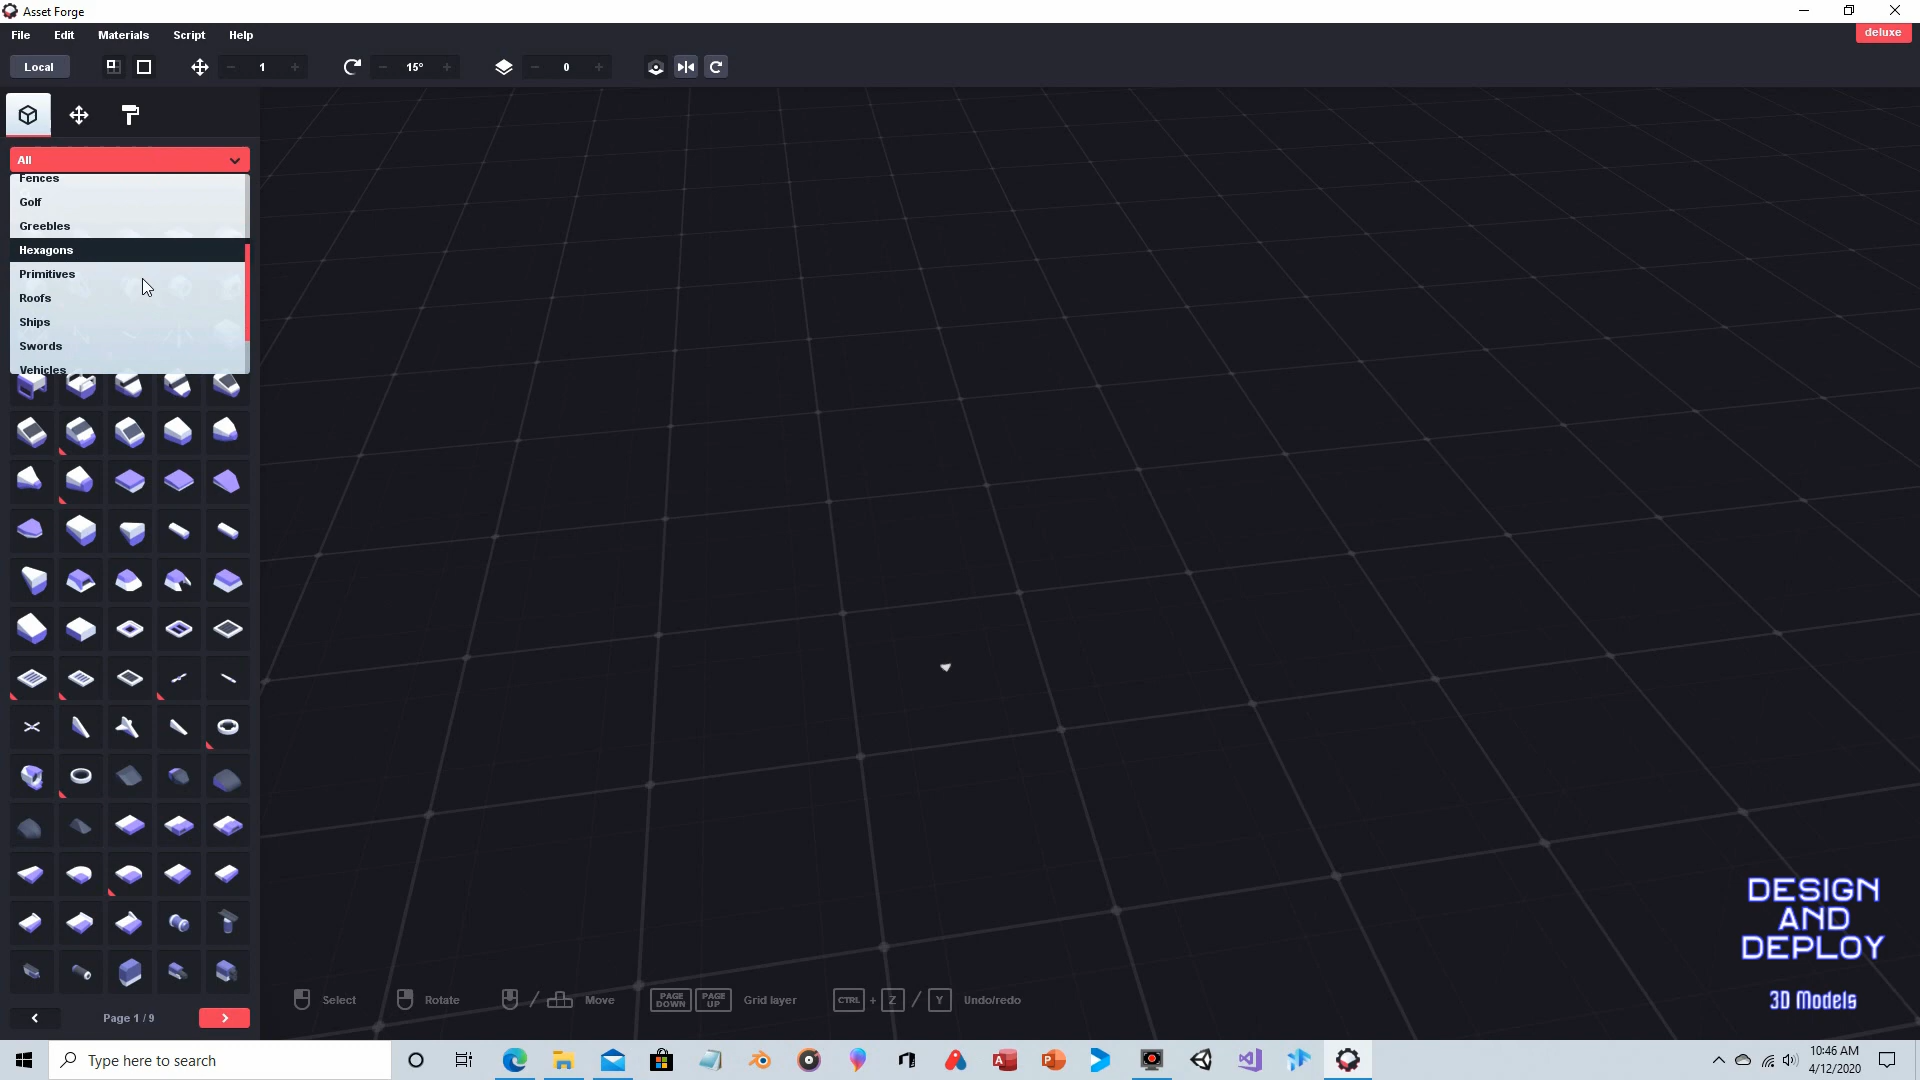 Asset Forge
File Edit Materials Script Help
deluxe
Local 1 15° 0
All
Fences
Golf
Greebles
Hexagons
Primitives
Roofs
Ships
Swords
Vehicles
DESIGN
AND
DEPLOY
3D Models
Select Rotate / Move PAGE DOWN PAGE UP Grid layer CTRL + Z / Y Undo/redo
Page 1 / 9
Type here to search
10:46 AM
4/12/2020